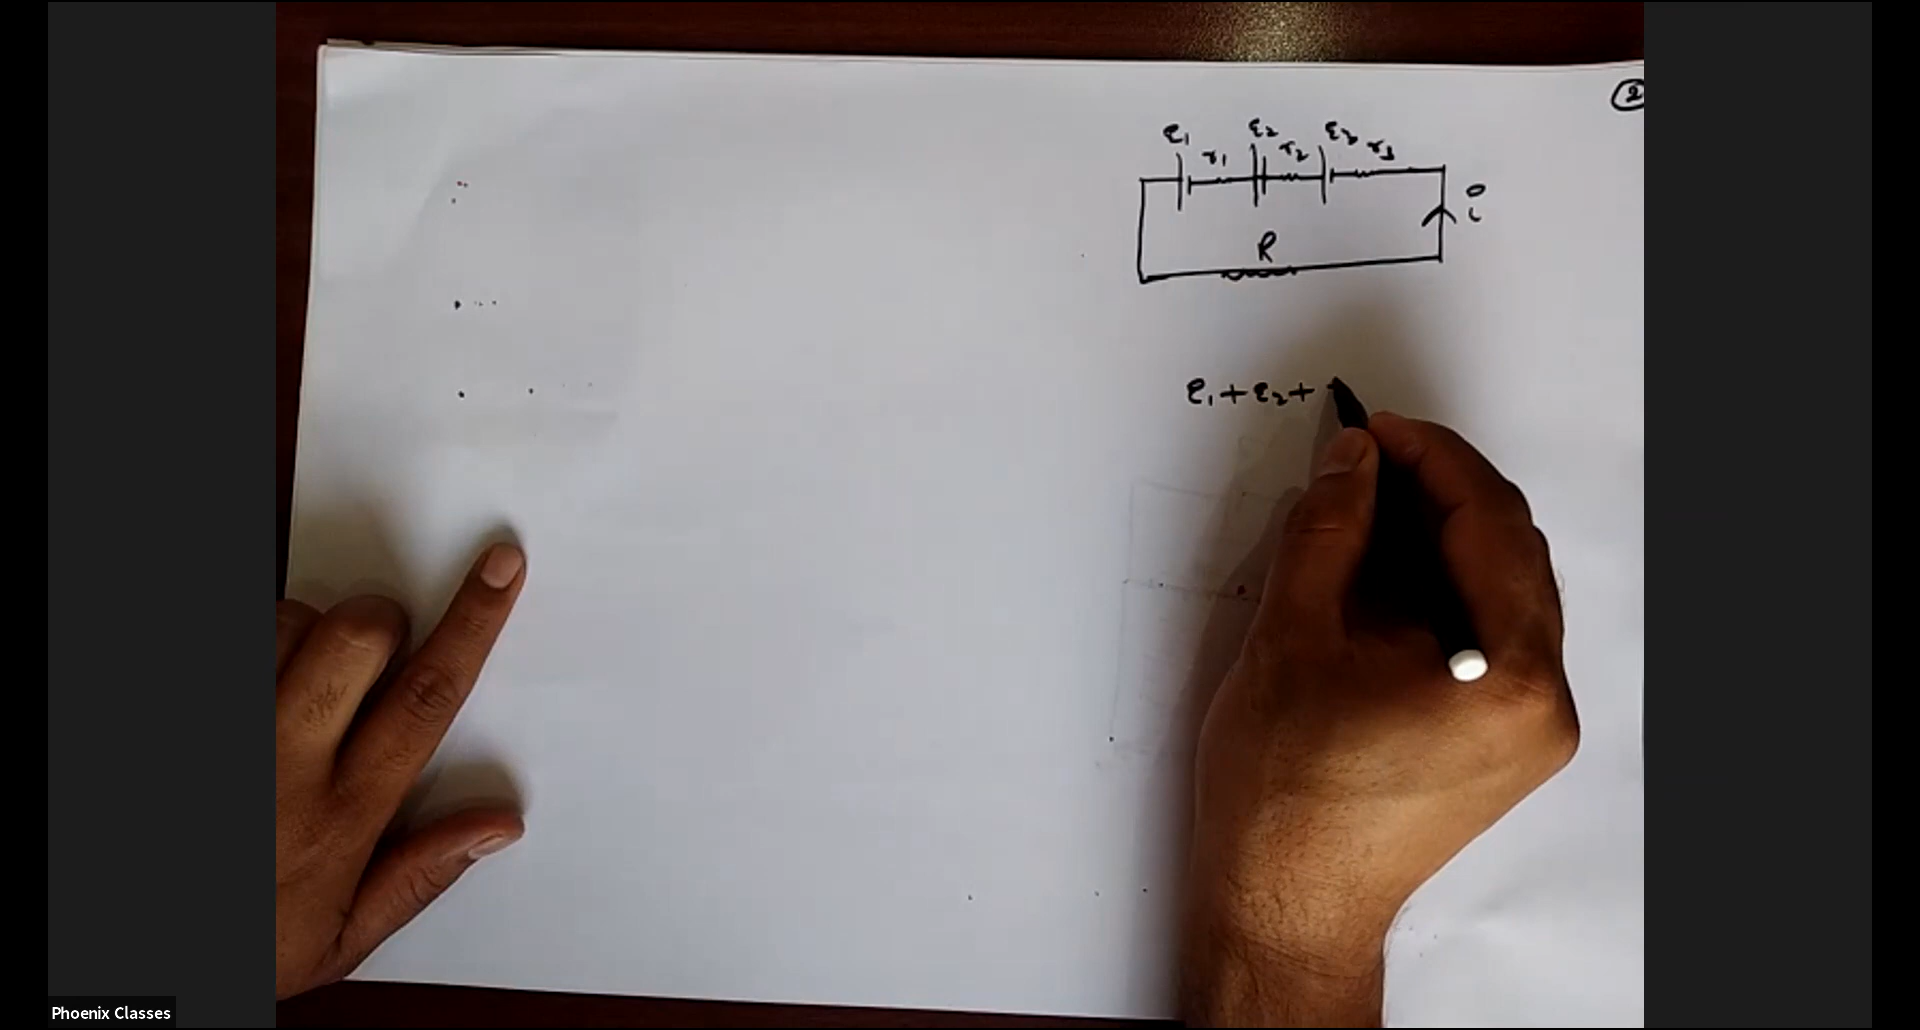 ②
ε₁ r₁ ε₂ r₂ ε₃ r₃
i
R
ε₁+ε₂+
Phoenix Classes